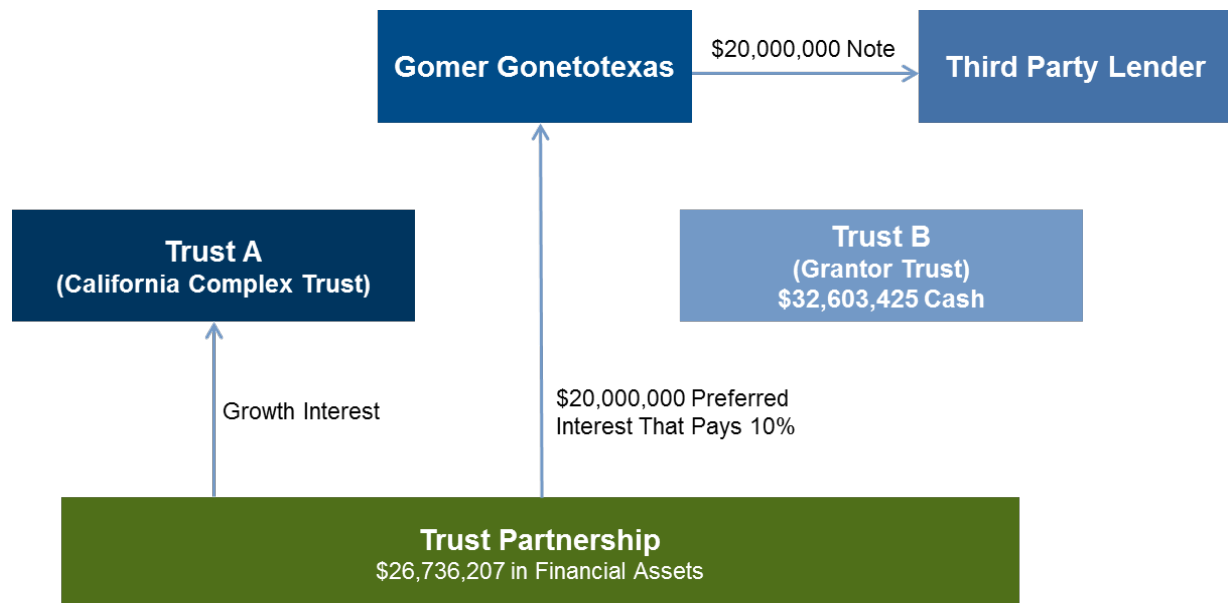 Gomer Gonetotexas
$20,000,000 Note
Third Party Lender
Trust A
(California Complex Trust)
Trust B
(Grantor Trust)
$32,603,425 Cash
Growth Interest
$20,000,000 Preferred
Interest That Pays 10%
Trust Partnership
$26,736,207 in Financial Assets